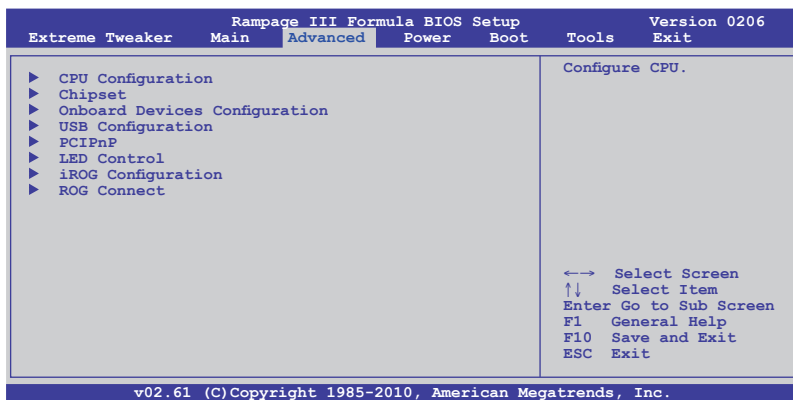 Rampage III Formula BIOS Setup Version 0206
Extreme Tweaker Main Advanced Power Boot Tools Exit
CPU Configuration
Chipset
Onboard Devices Configuration
USB Configuration
PCIPnP
LED Control
iROG Configuration
ROG Connect
Configure CPU.
←→ Select Screen
↑↓ Select Item
Enter Go to Sub Screen
F1 General Help
F10 Save and Exit
ESC Exit
v02.61 (C)Copyright 1985-2010, American Megatrends, Inc.